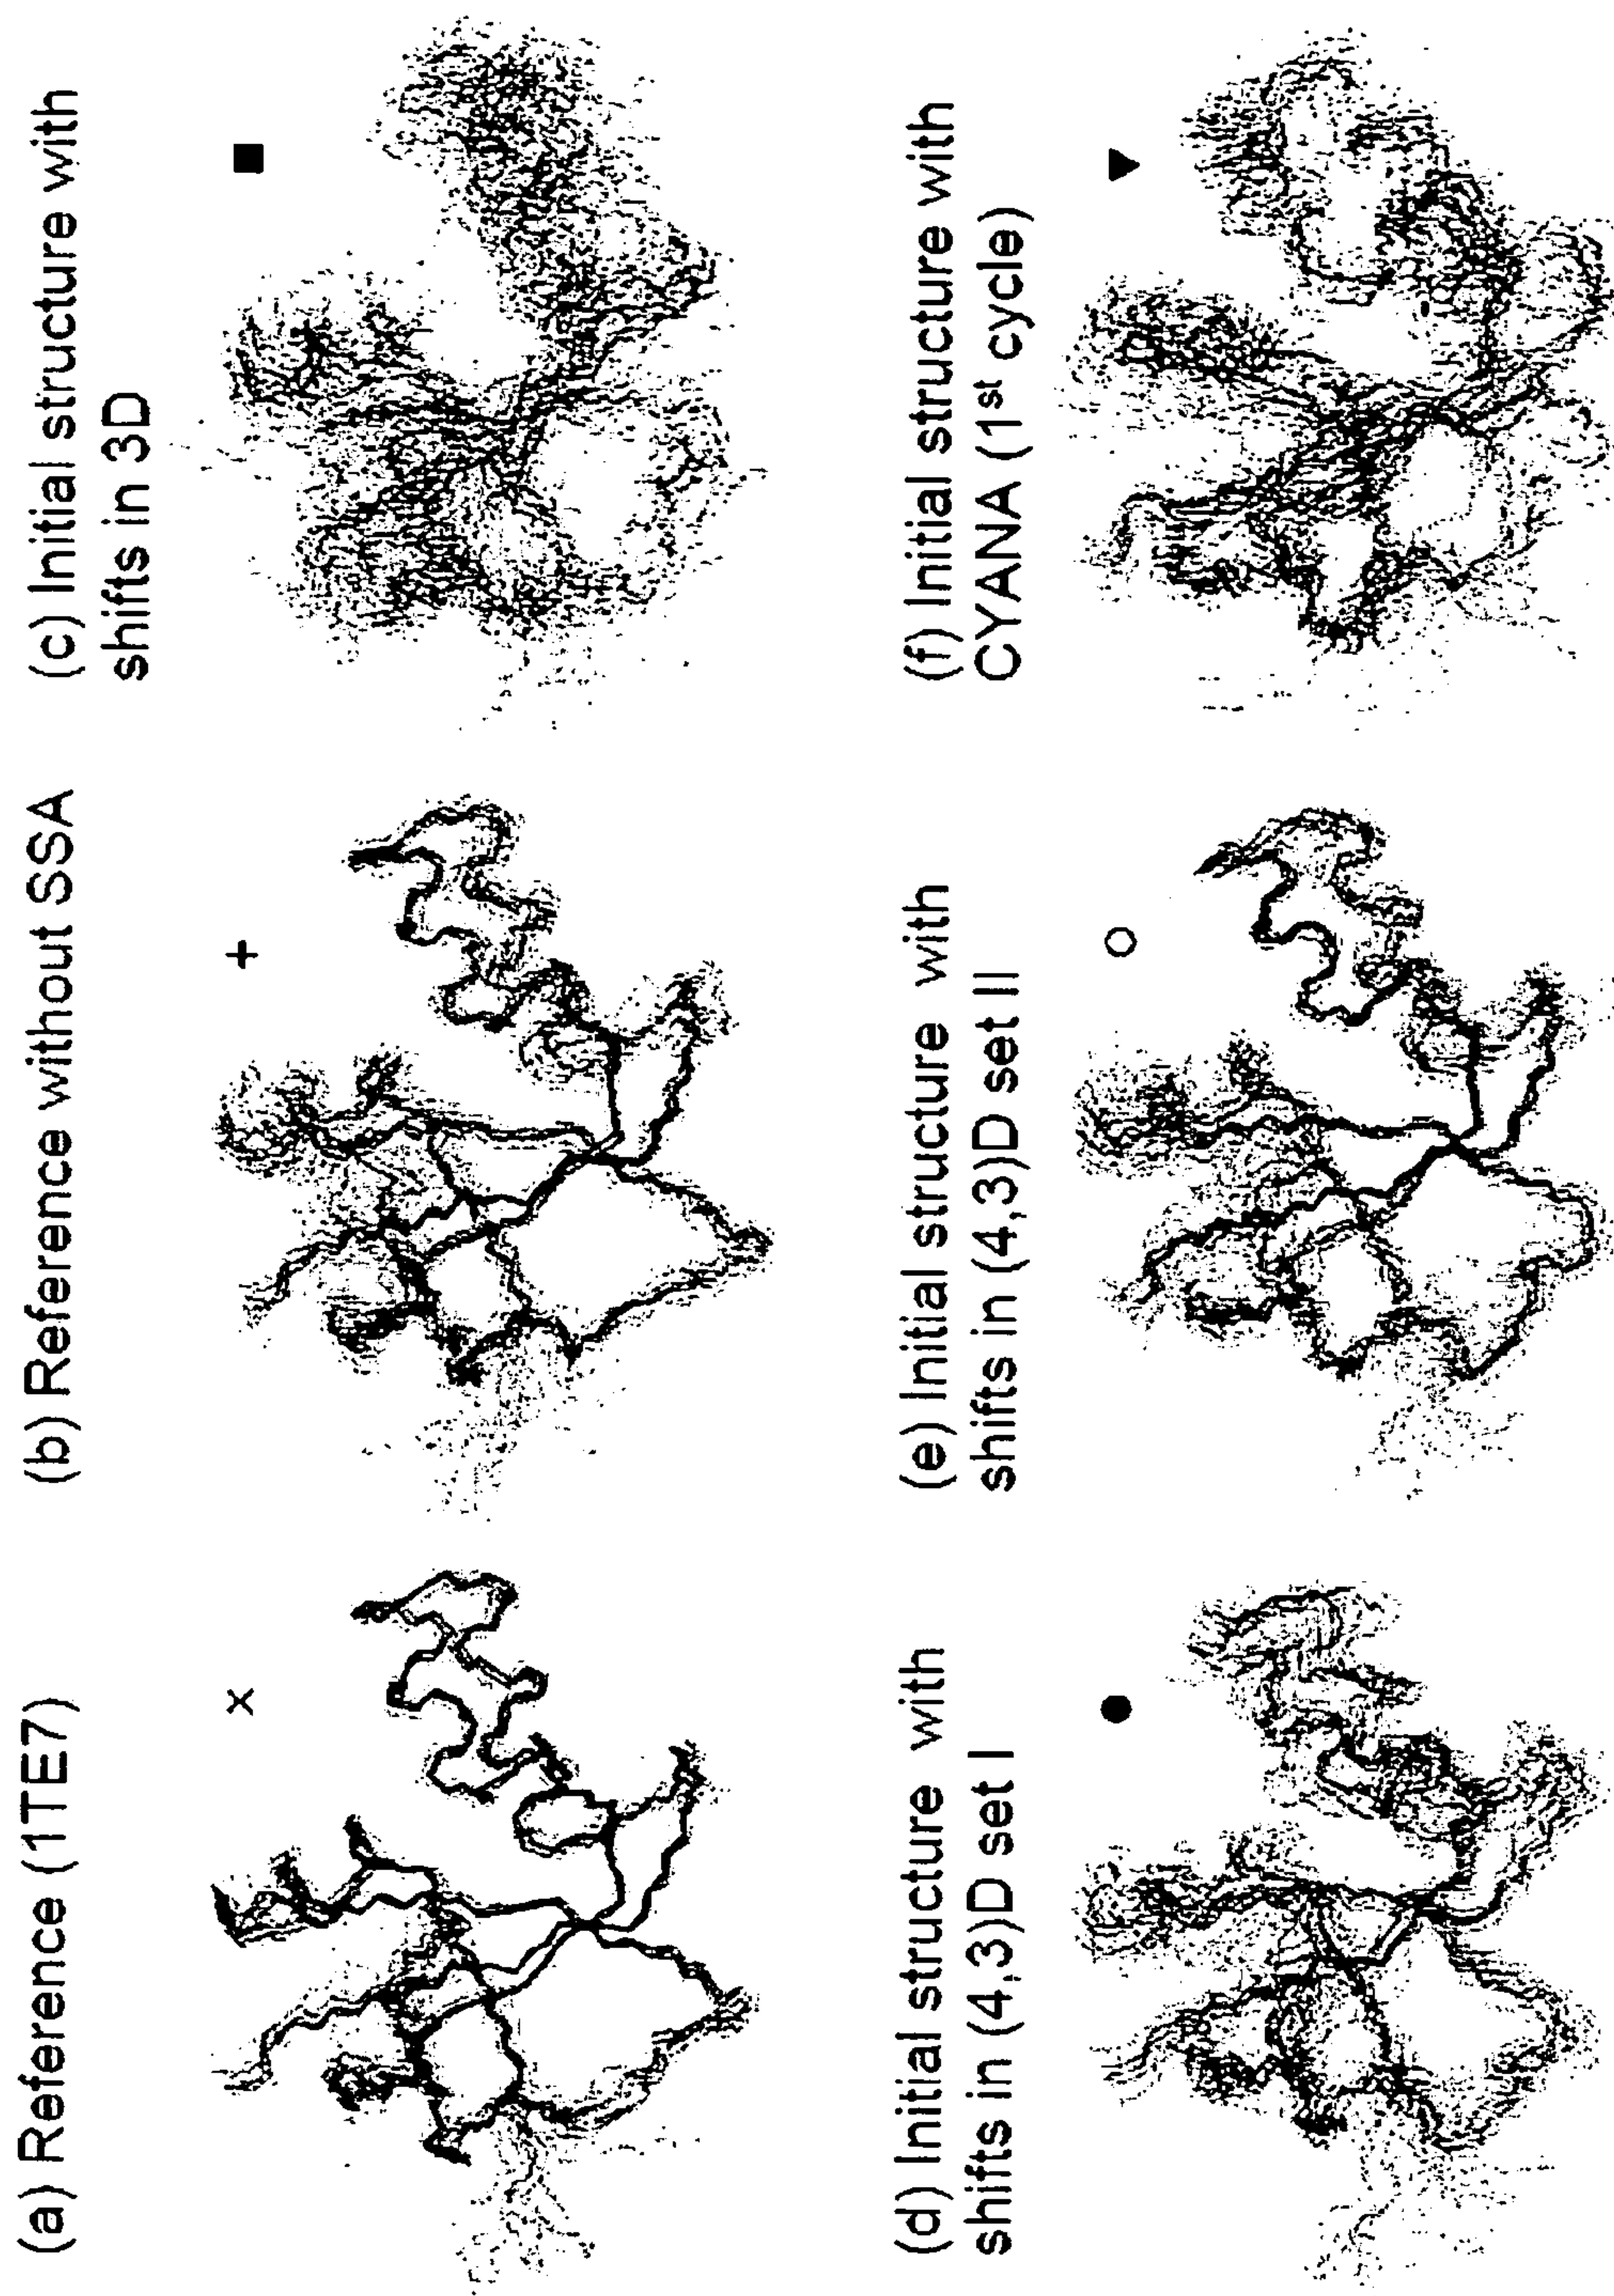 (a) Reference (1TE7)
(b) Reference without SSA
(c) Initial structure with
shifts in 3D
(d) Initial structure with
shifts in (4,3)D set I
(e) Initial structure with
shifts in (4,3)D set II
(f) Initial structure with
CYANA (1st cycle)